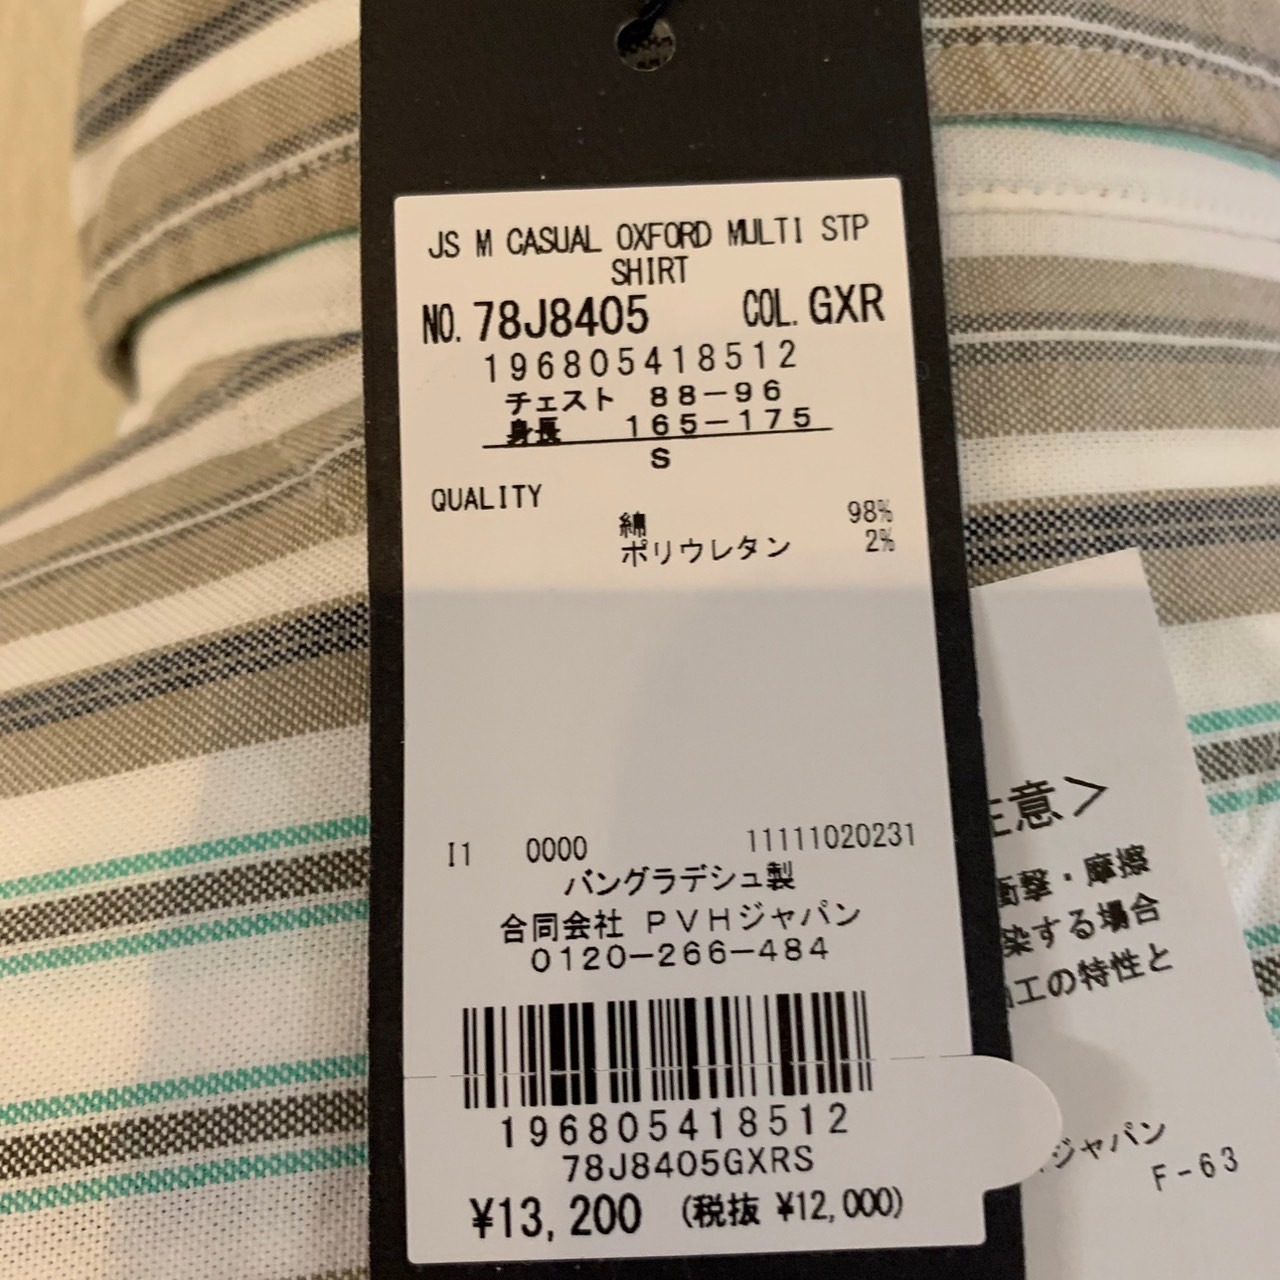 JS M CASUAL OXFORD MULTI STP
SHIRT
NO. 78J8405 COL. GXR
196805418512
チェスト 88－96
身長 165－175
S
QUALITY
綿 98%
ポリウレタン 2%
I1 0000 11111020231
バングラデシュ製
合同会社 PVHジャパン
0120－266－484
196805418512
78J8405GXRS
¥13,200 (税抜 ¥12,000)
意＞
衝撃・摩擦
染する場合
工の特性と
ジャパン
F-63